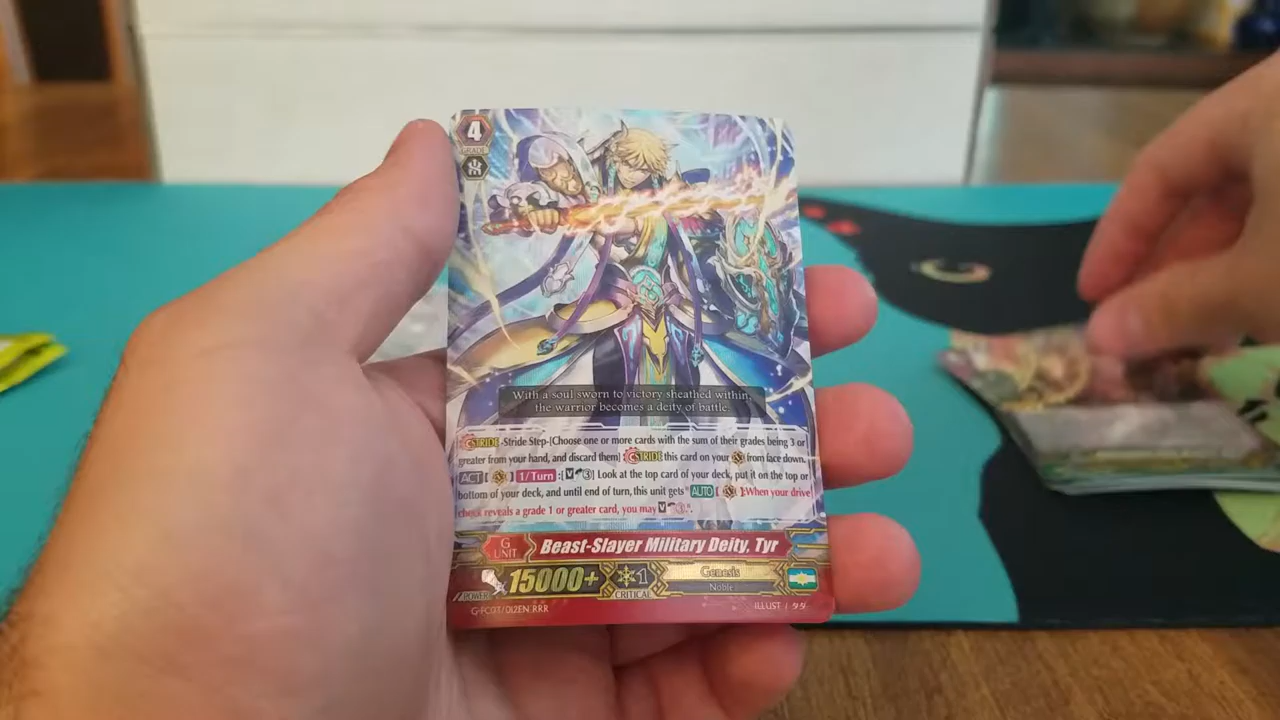 4
GRADE
With a soul sworn to victory sheathed within,
the warrior becomes a deity of battle.
STRIDE -Stride Step-[Choose one or more cards with the sum of their grades being 3 or
greater from your hand, and discard them] STRIDE this card on your from face down.
ACT [ ] 1/Turn :[ V 3] Look at the top card of your deck, put it on the top or
bottom of your deck, and until end of turn, this unit gets "AUTO [ ]:When your drive
check reveals a grade 1 or greater card, you may V 3.".
G UNIT Beast-Slayer Military Deity, Tyr
POWER 15000+ 1 CRITICAL Genesis
Noble
G-FC03/012EN RRR ILLUST /